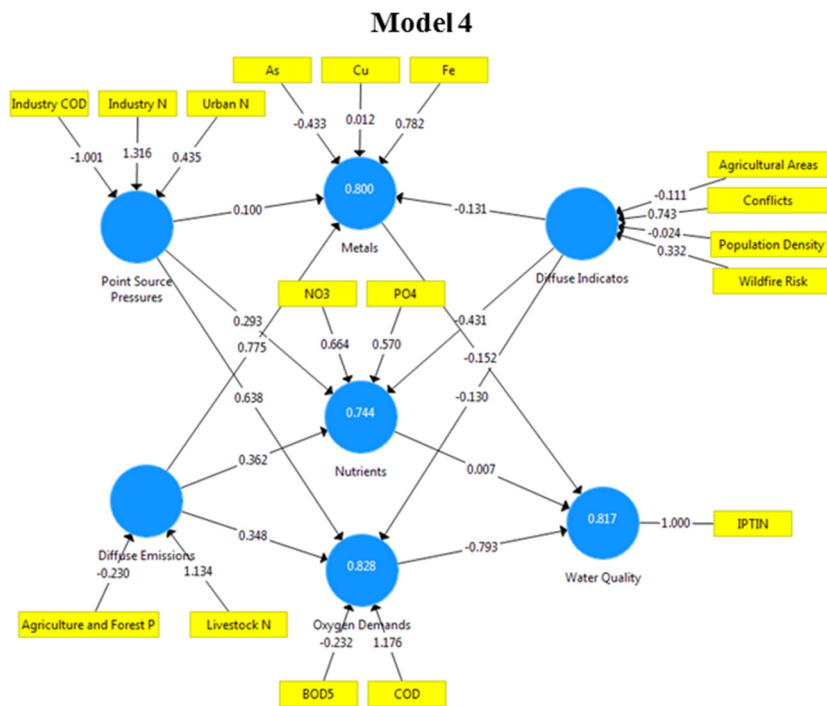 Model 4
As
Cu
Fe
Industry COD
Industry N
Urban N
-0.433
0.012
0.782
-1.001
1.316
0.435
Agricultural Areas
-0.111
Conflicts
0.743
-0.024
Population Density
0.332
Wildfire Risk
0.800
0.100
-0.131
Metals
Point Source
Pressures
Diffuse Indicatos
NO3
PO4
0.293
-0.431
0.775
0.664
0.570
-0.152
0.638
-0.130
0.744
0.362
Nutrients
0.007
0.348
0.817
1.000
IPTIN
Diffuse Emissions
0.828
-0.793
Water Quality
-0.230
1.134
Agriculture and Forest P
Livestock N
Oxygen Demands
-0.232
1.176
BOD5
COD